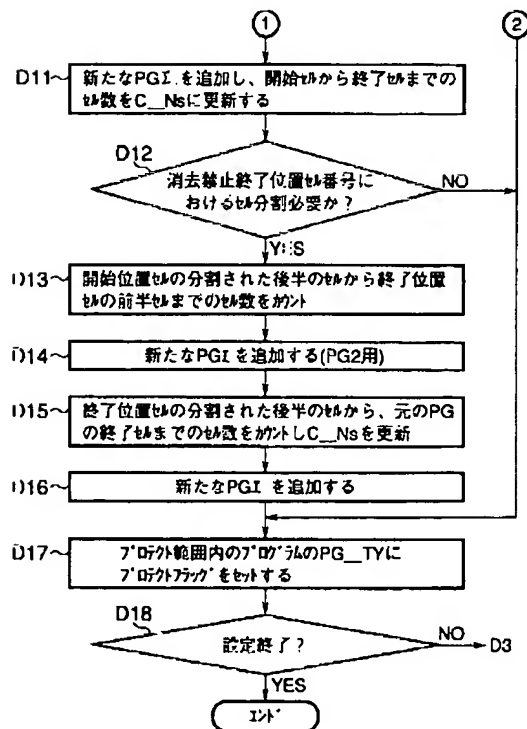 ①
②
D11
新たなPGI.を追加し、開始ｾﾙから終了ｾﾙまでの
ｾﾙ数をC__Nsに更新する
D12
消去禁止終了位置ｾﾙ番号に
おけるｾﾙ分割必要か?
NO
YES
D13
開始位置ｾﾙの分割された後半のｾﾙから終了位置
ｾﾙの前半ｾﾙまでのｾﾙ数をｶｳﾝﾄ
D14
新たなPGIを追加する(PG2用)
D15
終了位置ｾﾙの分割された後半のｾﾙから、元のPG
の終了ｾﾙまでのｾﾙ数をｶｳﾝﾄしC__Nsを更新
D16
新たなPGIを追加する
D17
ﾌﾟﾛﾃｸﾄ範囲内のﾌﾟﾛｸﾞﾗﾑのPG__TYに
ﾌﾟﾛﾃｸﾄﾌﾗｯｸﾞをｾｯﾄする
D18
設定終了?
NO
D3
YES
ｴﾝﾄﾞ